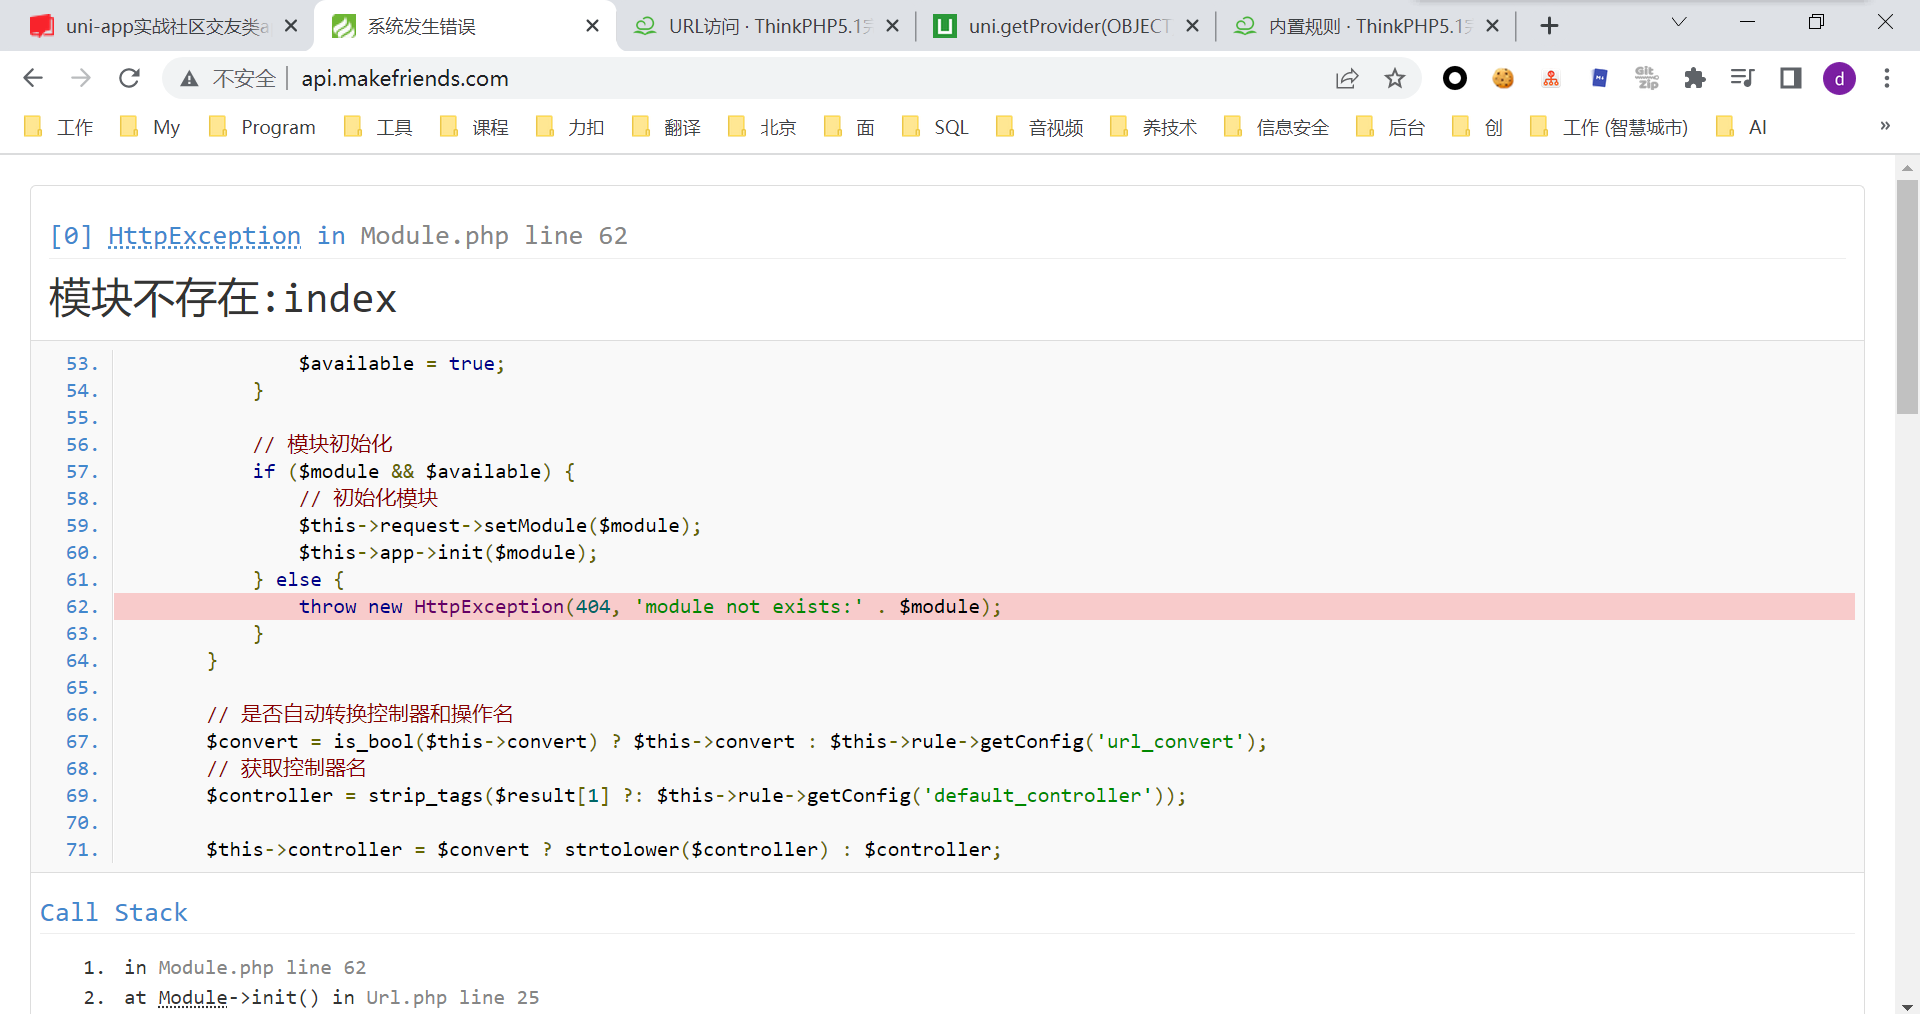 uni-app实战社区交友类a
系统发生错误
URL访问 · ThinkPHP5.1完
uni.getProvider(OBJECT
内置规则 · ThinkPHP5.1完
不安全 | api.makefriends.com
Git Zip
d
工作 My Program 工具 课程 力扣 翻译 北京 面 SQL 音视频 养技术 信息安全 后台 创 工作 (智慧城市) AI »
[0] HttpException in Module.php line 62
模块不存在:index
53. $available = true;
54. }
55.
56. // 模块初始化
57. if ($module && $available) {
58. // 初始化模块
59. $this->request->setModule($module);
60. $this->app->init($module);
61. } else {
62. throw new HttpException(404, 'module not exists:' . $module);
63. }
64. }
65.
66. // 是否自动转换控制器和操作名
67. $convert = is_bool($this->convert) ? $this->convert : $this->rule->getConfig('url_convert');
68. // 获取控制器名
69. $controller = strip_tags($result[1] ?: $this->rule->getConfig('default_controller'));
70.
71. $this->controller = $convert ? strtolower($controller) : $controller;
Call Stack
1. in Module.php line 62
2. at Module->init() in Url.php line 25